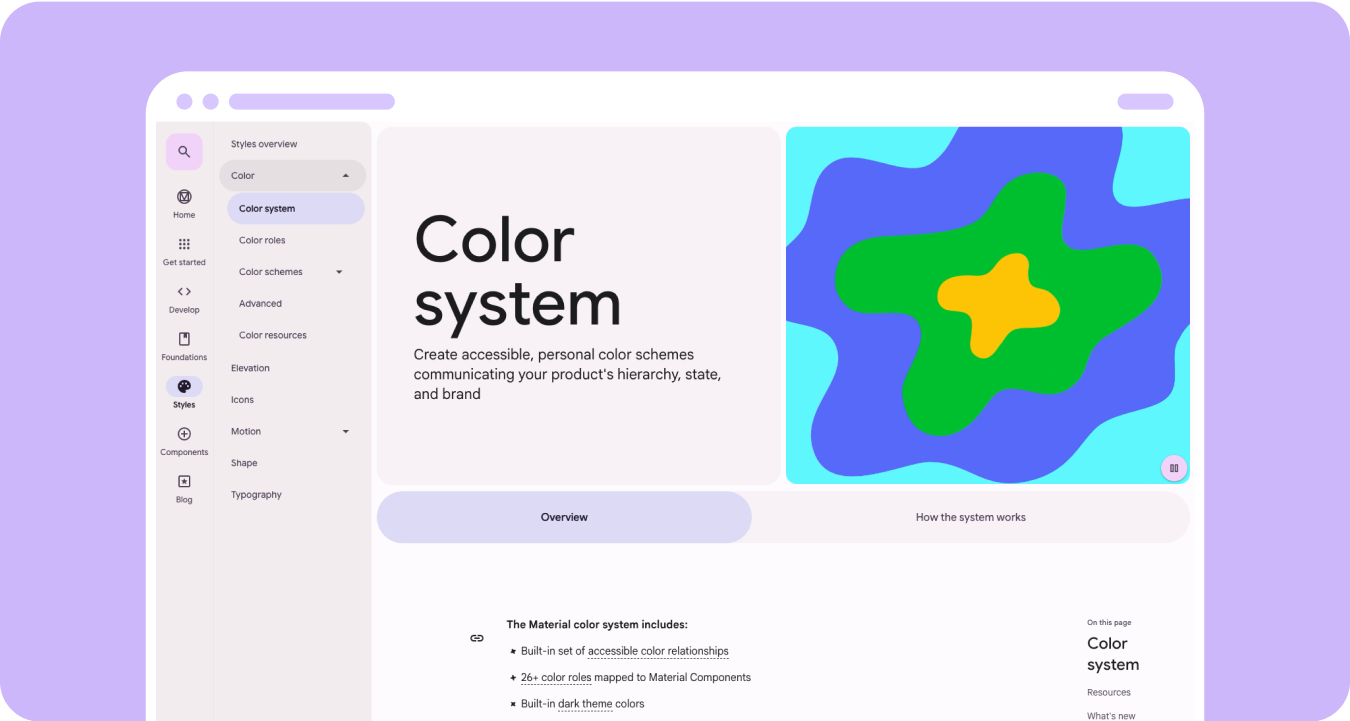 Home
Get started
Develop
Foundations
Styles
Components
Blog
Styles overview
Color
Color system
Color roles
Color schemes
Advanced
Color resources
Elevation
Icons
Motion
Shape
Typography
Color
system
Create accessible, personal color schemes
communicating your product's hierarchy, state,
and brand
Overview
How the system works
The Material color system includes:
Built-in set of accessible color relationships
26+ color roles mapped to Material Components
Built-in dark theme colors
On this page
Color
system
Resources
What's new